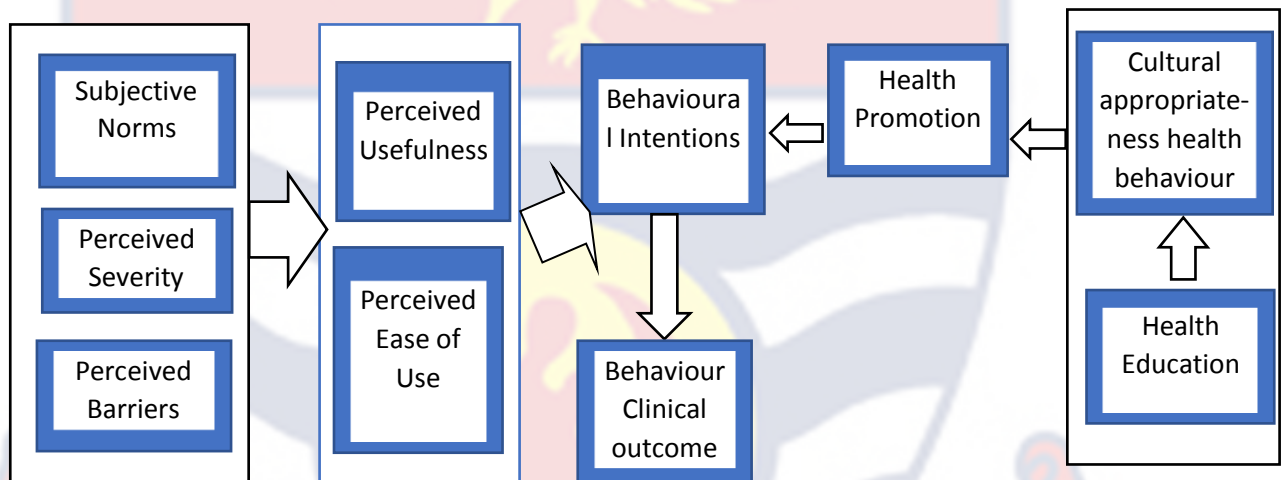 Subjective
Norms
Perceived
Severity
Perceived
Barriers
Perceived
Usefulness
Perceived
Ease of
Use
Behavioura
l Intentions
Behaviour
Clinical
outcome
Health
Promotion
Cultural
appropriate-
ness health
behaviour
Health
Education